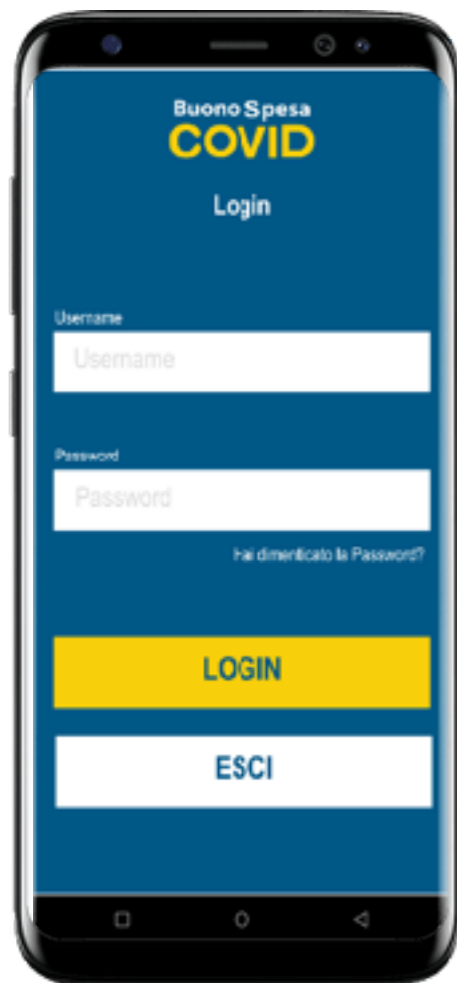 Buono Spesa
COVID
Login
Username
Username
Password
Password
Hai dimenticato la Password?
LOGIN
ESCI